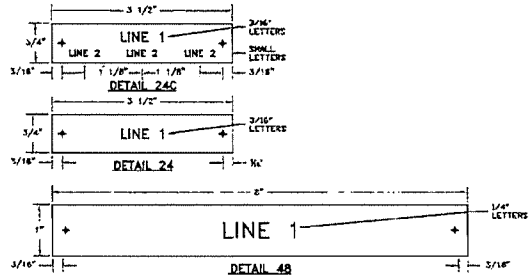 3 1/2"
3/16" LETTERS
LINE 1
3/4"
LINE 2 LINE 2 LINE 2
SMALL LETTERS
3/16" 1 1/8" 1 1/8" 3/16"
DETAIL 24C
3 1/2"
3/16" LETTERS
3/4"
LINE 1
3/16"
DETAIL 24
LINE 1
1/4" LETTERS
1"
3/16" 3/16"
DETAIL 48